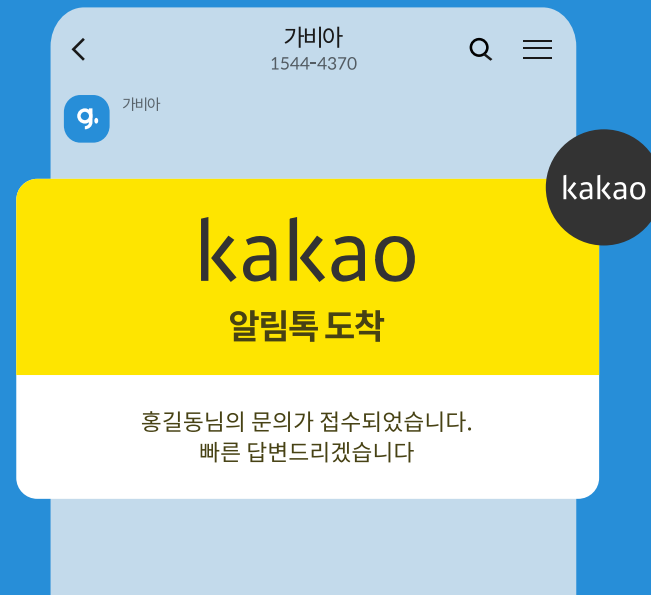 가비아
1544-4370
g.
가비아
kakao
kakao
알림톡 도착
홍길동님의 문의가 접수되었습니다.
빠른 답변드리겠습니다